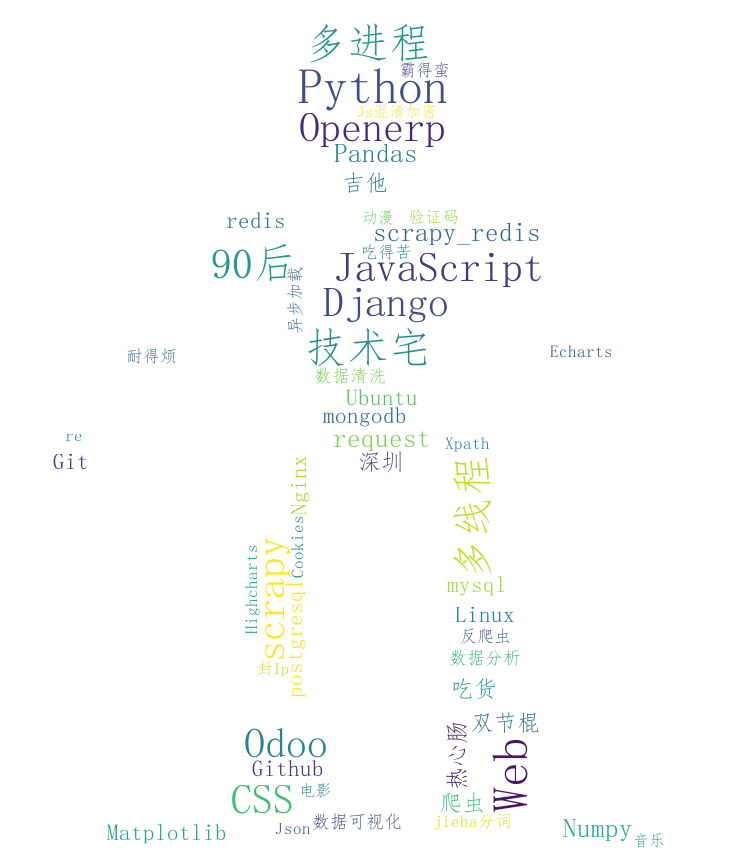 多进程
霸得蛮
Python
Js混淆加密
Openerp
Pandas
吉他
动漫
验证码
redis
scrapy_redis
吃得苦
90后
JavaScript
异步加载
Django
技术宅
耐得烦
Echarts
数据清洗
Ubuntu
mongodb
re
request
Xpath
Git
深圳
Nginx
多线程
Cookies
scrapy
Highcharts
postgresql
mysql
Linux
反爬虫
数据分析
封Ip
吃货
双节棍
热心肠
Odoo
Web
Github
电影
CSS
爬虫
数据可视化
jieba分词
Json
Matplotlib
Numpy
音乐